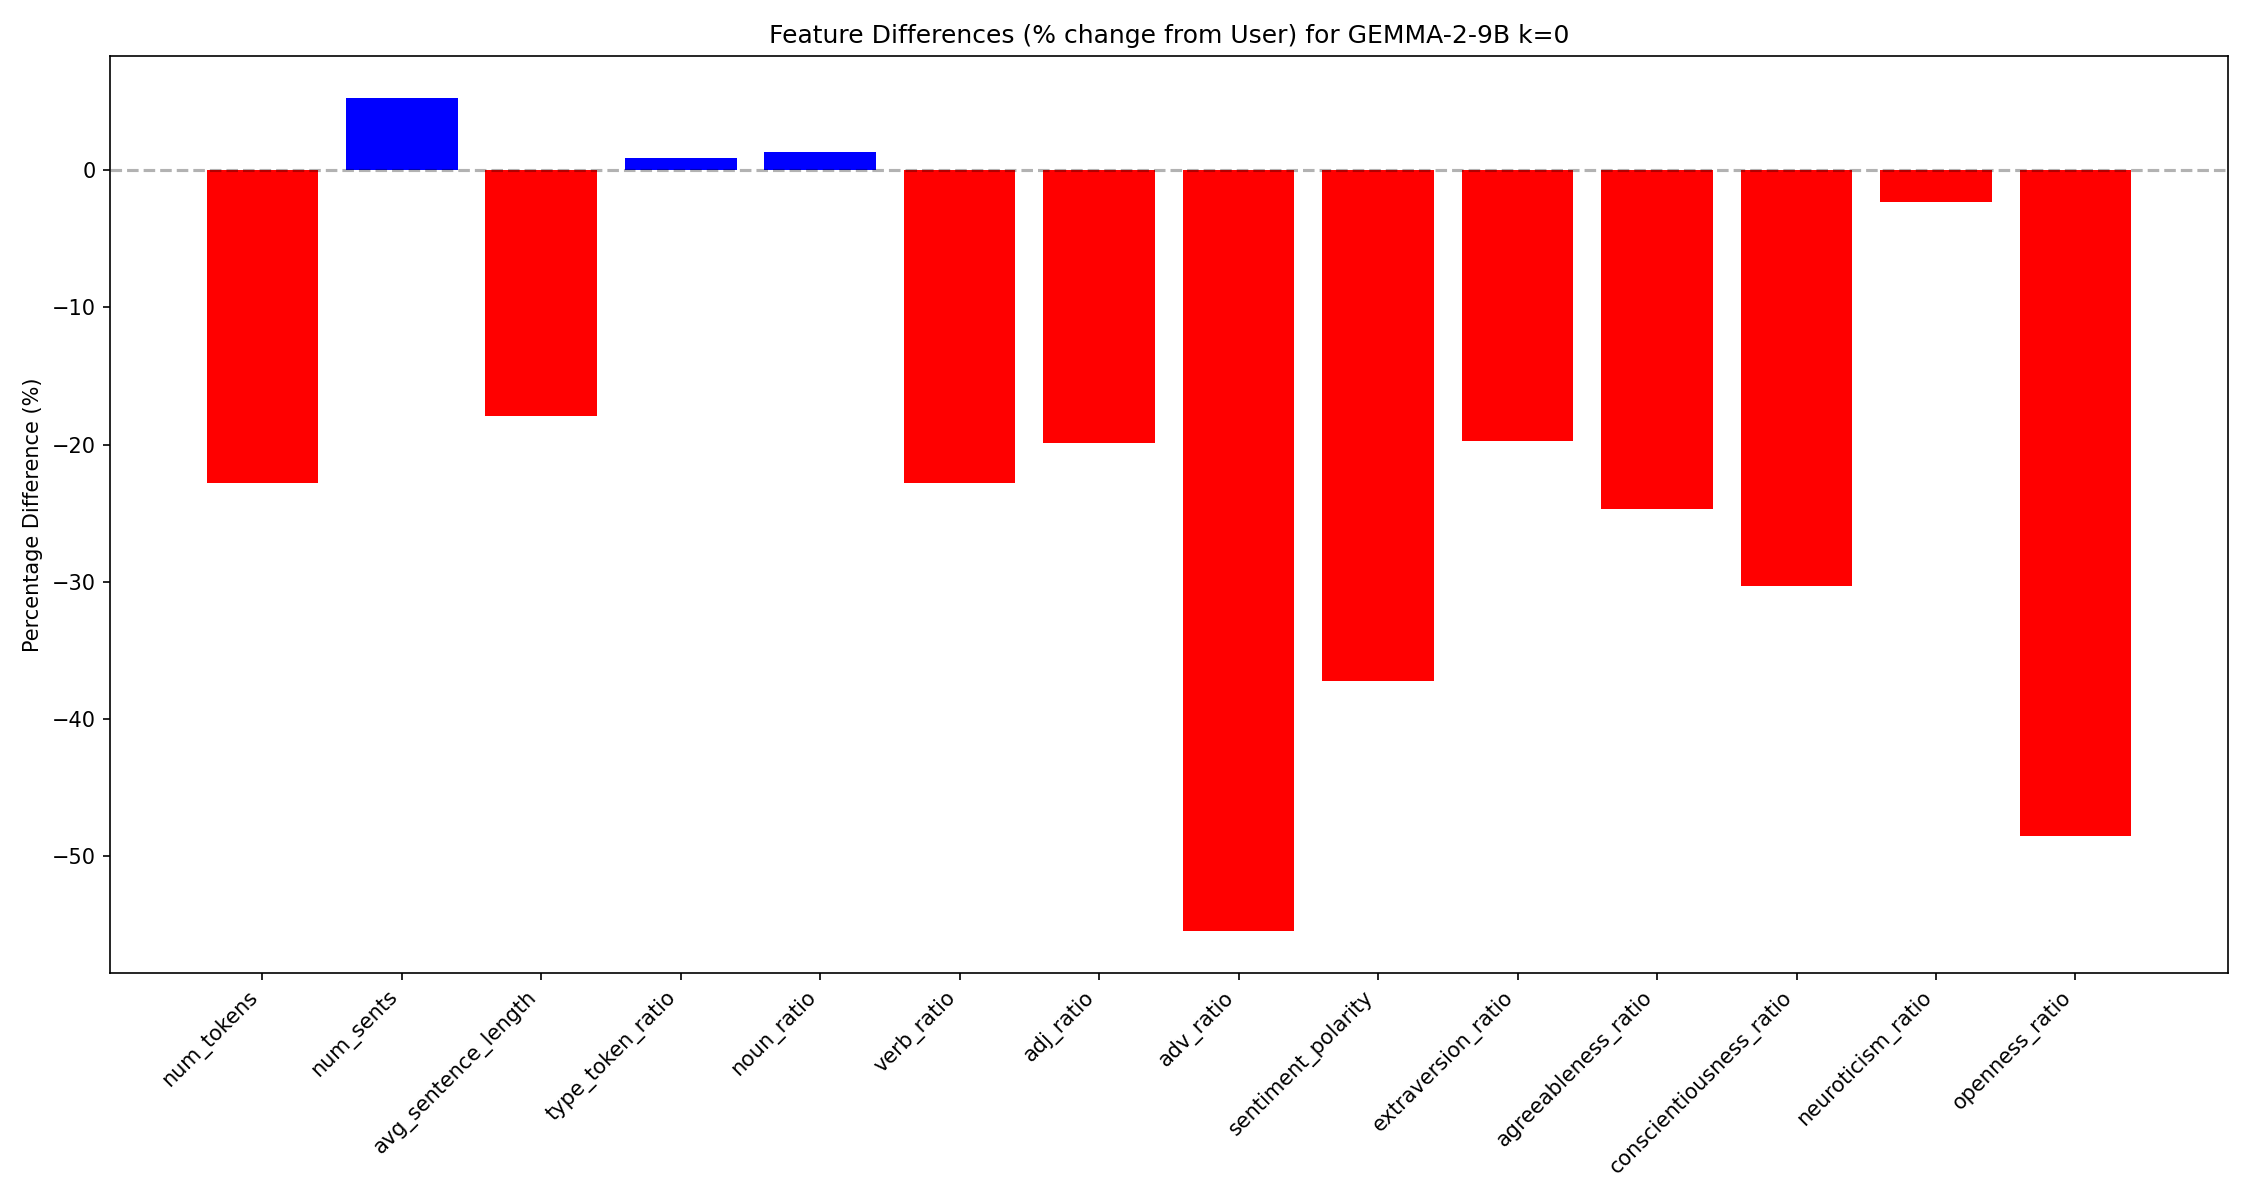 Feature Differences (% change from User) for GEMMA-2-9B k=0
Percentage Difference (%)
0
−10
−20
−30
−40
−50
num_tokens
num_sents
avg_sentence_length
type_token_ratio
noun_ratio
verb_ratio
adj_ratio
adv_ratio
sentiment_polarity
extraversion_ratio
agreeableness_ratio
conscientiousness_ratio
neuroticism_ratio
openness_ratio